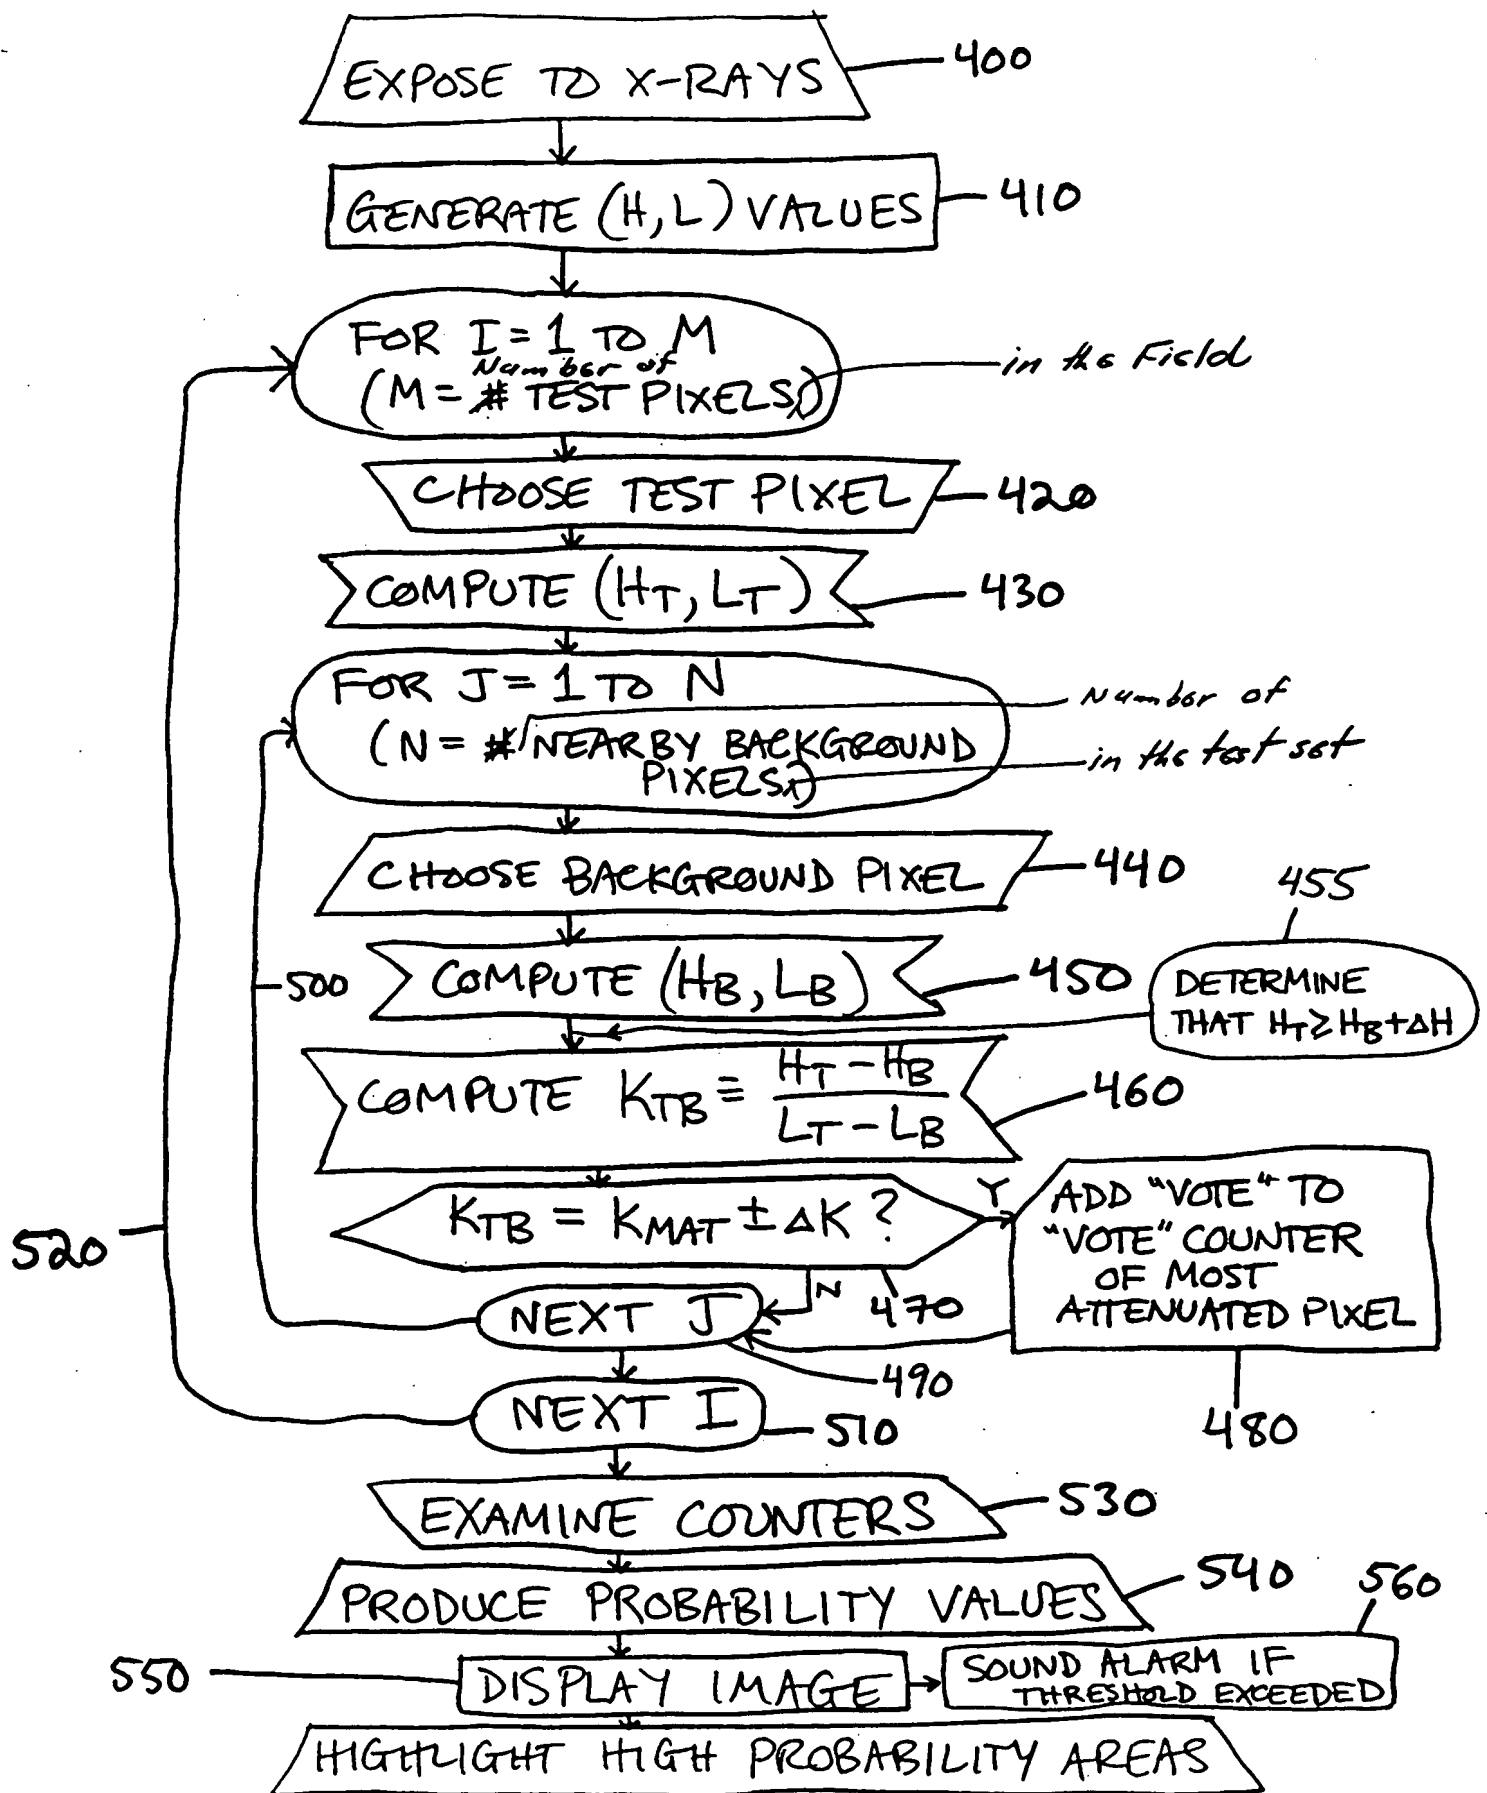 EXPOSE TO X-RAYS
400
GENERATE (H, L) VALUES
410
FOR I = 1 TO M
Number of
(M = # TEST PIXELS)
in the Field
CHOOSE TEST PIXEL
420
COMPUTE (HT, LT)
430
FOR J = 1 TO N
Number of
(N = # NEARBY BACKGROUND
PIXELS)
in the test set
CHOOSE BACKGROUND PIXEL
440
455
COMPUTE (HB, LB)
450
500
DETERMINE
THAT HT ≥ HB + ΔH
COMPUTE KTB ≡ HT - HB
LT - LB
460
KTB = KMAT ± ΔK ?
Y
N
470
ADD "VOTE" TO
"VOTE" COUNTER
OF MOST
ATTENUATED PIXEL
480
520
NEXT J
490
NEXT I
510
EXAMINE COUNTERS
530
PRODUCE PROBABILITY VALUES
540
560
550
DISPLAY IMAGE
SOUND ALARM IF
THRESHOLD EXCEEDED
HIGHLIGHT HIGH PROBABILITY AREAS